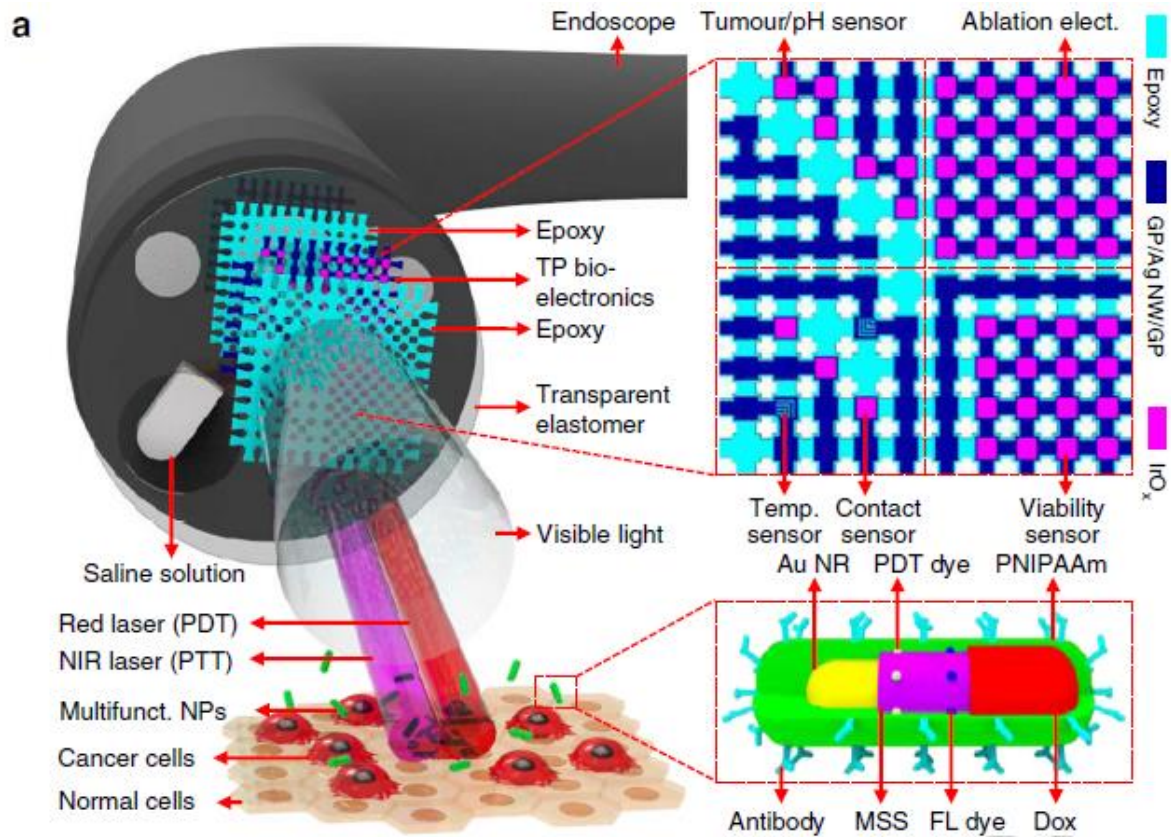 a
Endoscope
Tumour/pH sensor
Ablation elect.
Epoxy
GP/Ag NW/GP
IrOx
Epoxy
TP bio-
electronics
Epoxy
Transparent
elastomer
Visible light
Saline solution
Red laser (PDT)
NIR laser (PTT)
Multifunct. NPs
Cancer cells
Normal cells
Temp.
sensor
Contact
sensor
Viability
sensor
Au NR
PDT dye
PNIPAAm
Antibody
MSS
FL dye
Dox